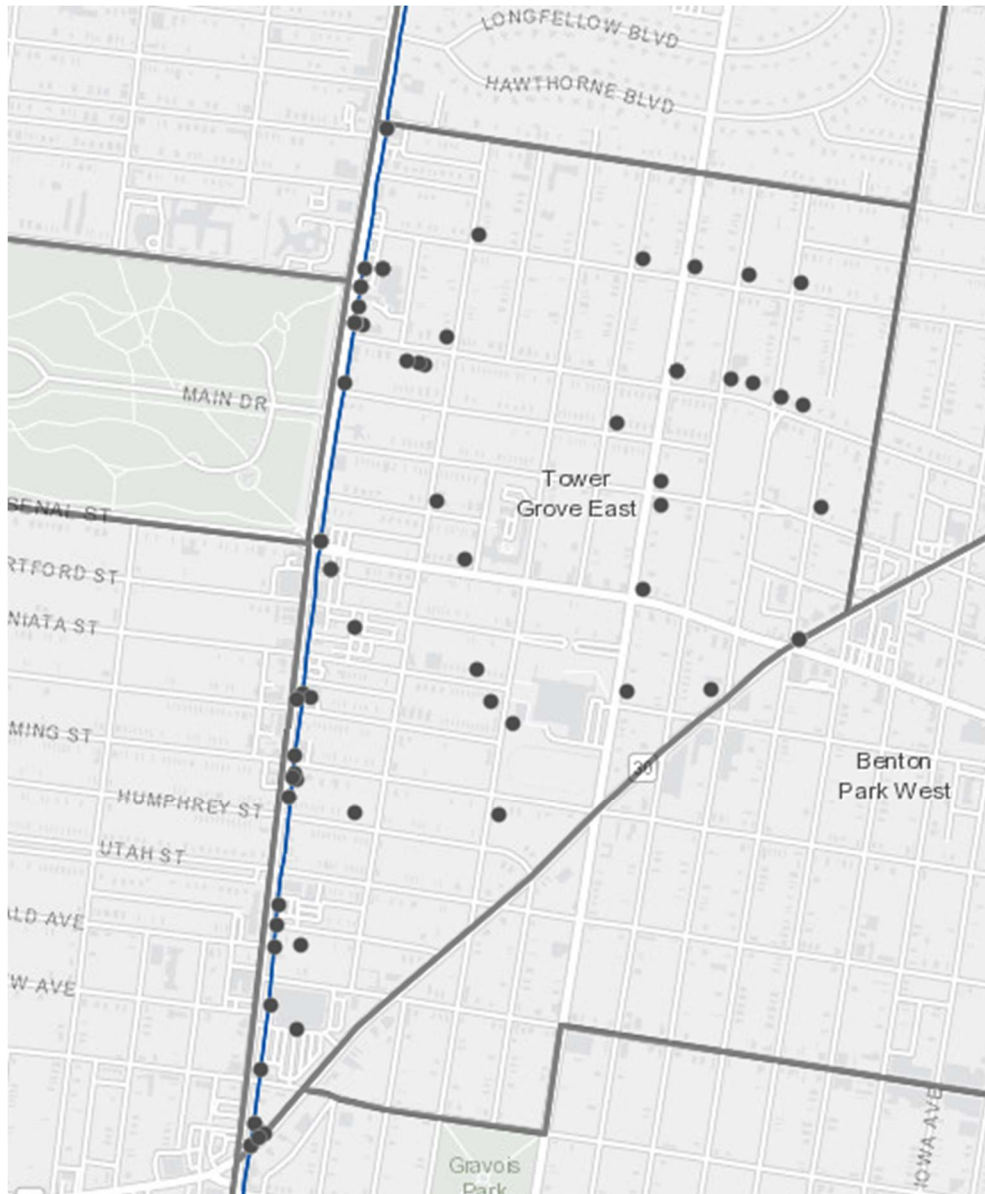 LONGFELLOW BLVD
HAWTHORNE BLVD
MAIN DR
Tower
Grove East
SENAL ST
RTFORD ST
NIATA ST
MING ST
30
Benton
Park West
HUMPHREY ST
UTAH ST
ALD AVE
W AVE
IOWA AVE
Gravois
Park